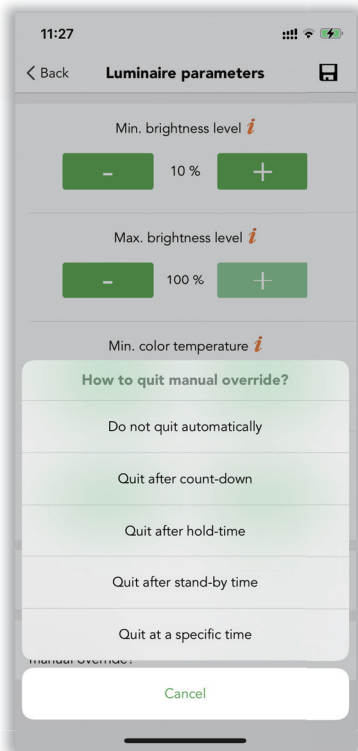 11:27
Back Luminaire parameters
Min. brightness level i
- 10 % +
Max. brightness level i
- 100 % +
Min. color temperature i
How to quit manual override?
Do not quit automatically
Quit after count-down
Quit after hold-time
Quit after stand-by time
Quit at a specific time
manual override?
Cancel